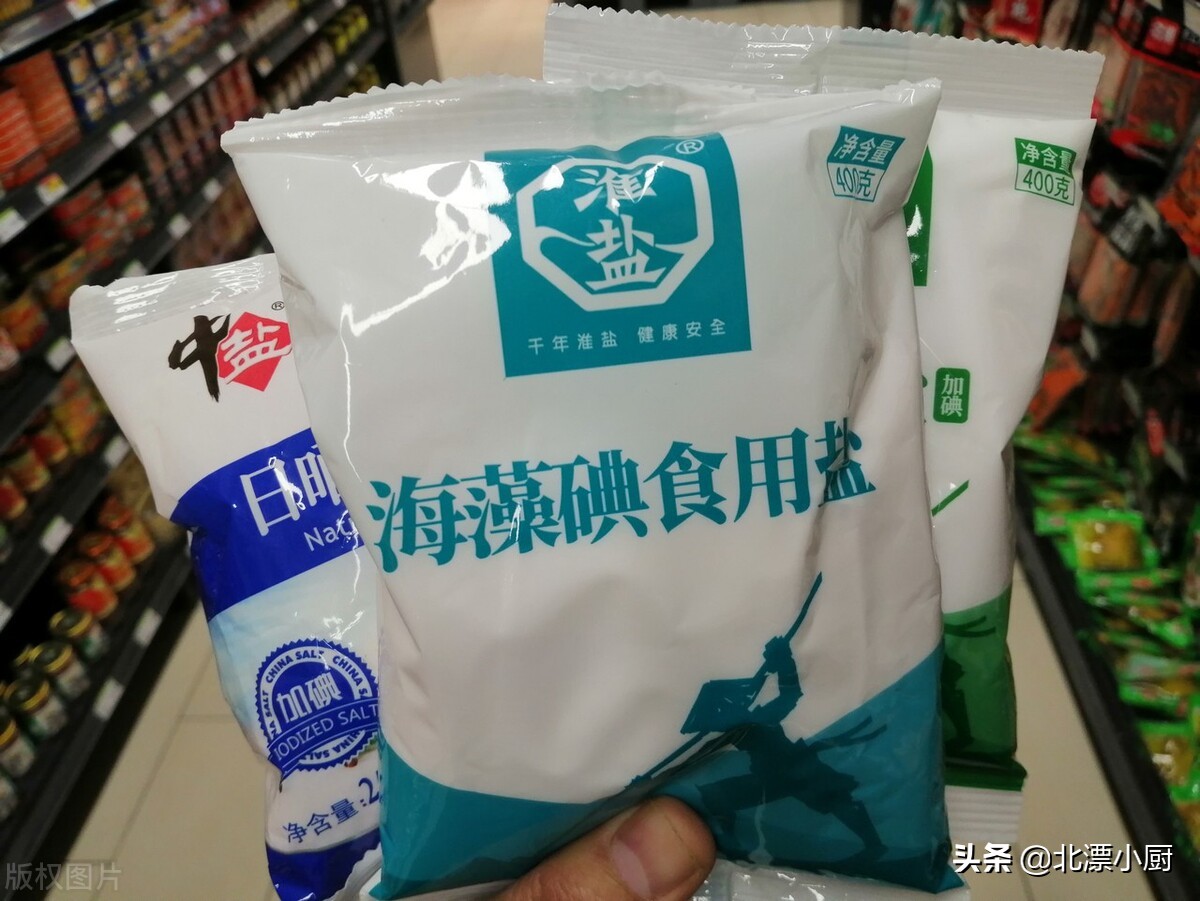 淮盐
®
千年淮盐 健康安全
净含量
400克
海藻碘食用盐
中盐
®
日晒
Na
CHINA SALT
加碘
IODIZED SALT
净含量:2
净含量
400克
加碘
版权图片
头条 @北漂小厨